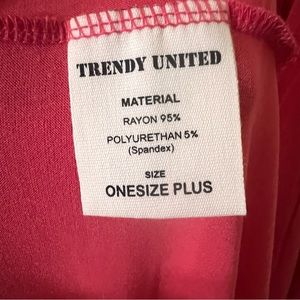 TRENDY UNITED
MATERIAL
RAYON 95%
POLYURETHAN 5%
(Spandex)
SIZE
ONESIZE PLUS